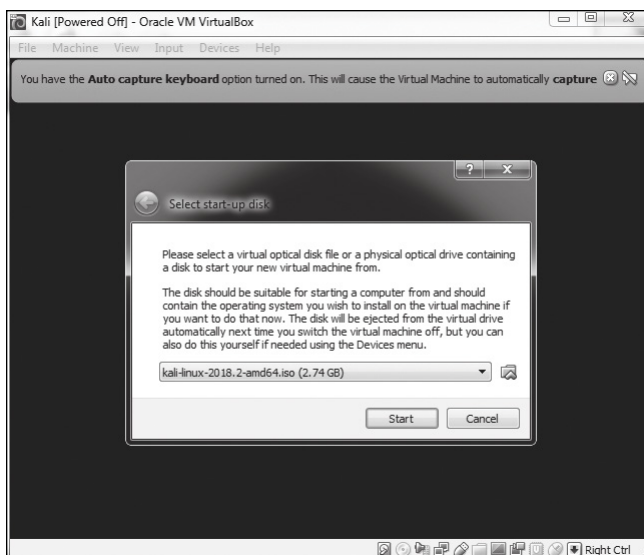 Kali [Powered Off] - Oracle VM VirtualBox
File Machine View Input Devices Help
You have the Auto capture keyboard option turned on. This will cause the Virtual Machine to automatically capture
? X
Select start-up disk
Please select a virtual optical disk file or a physical optical drive containing
a disk to start your new virtual machine from.
The disk should be suitable for starting a computer from and should
contain the operating system you wish to install on the virtual machine if
you want to do that now. The disk will be ejected from the virtual drive
automatically next time you switch the virtual machine off, but you can
also do this yourself if needed using the Devices menu.
kali-linux-2018.2-amd64.iso (2.74 GB)
Start Cancel
Right Ctrl